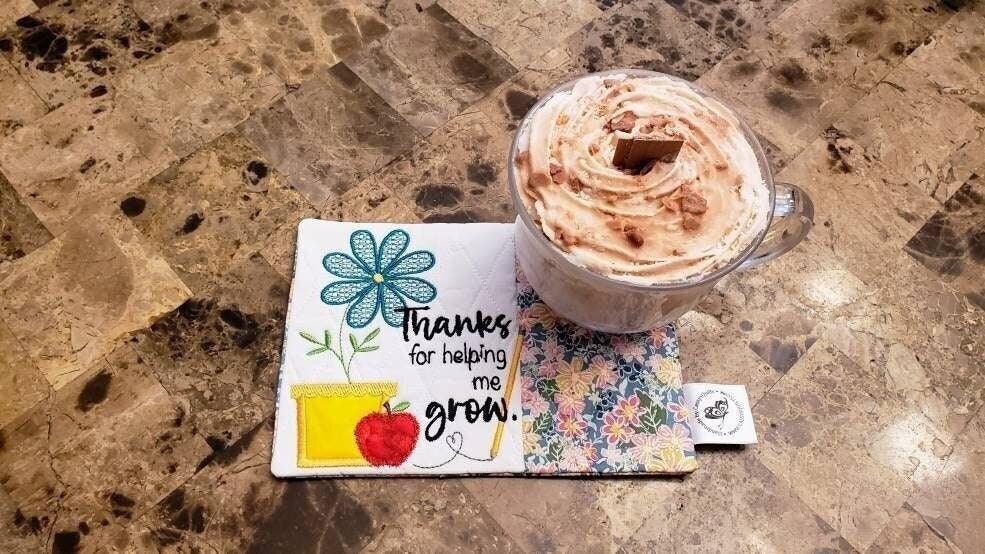 Thanks
for helping
me
grow.